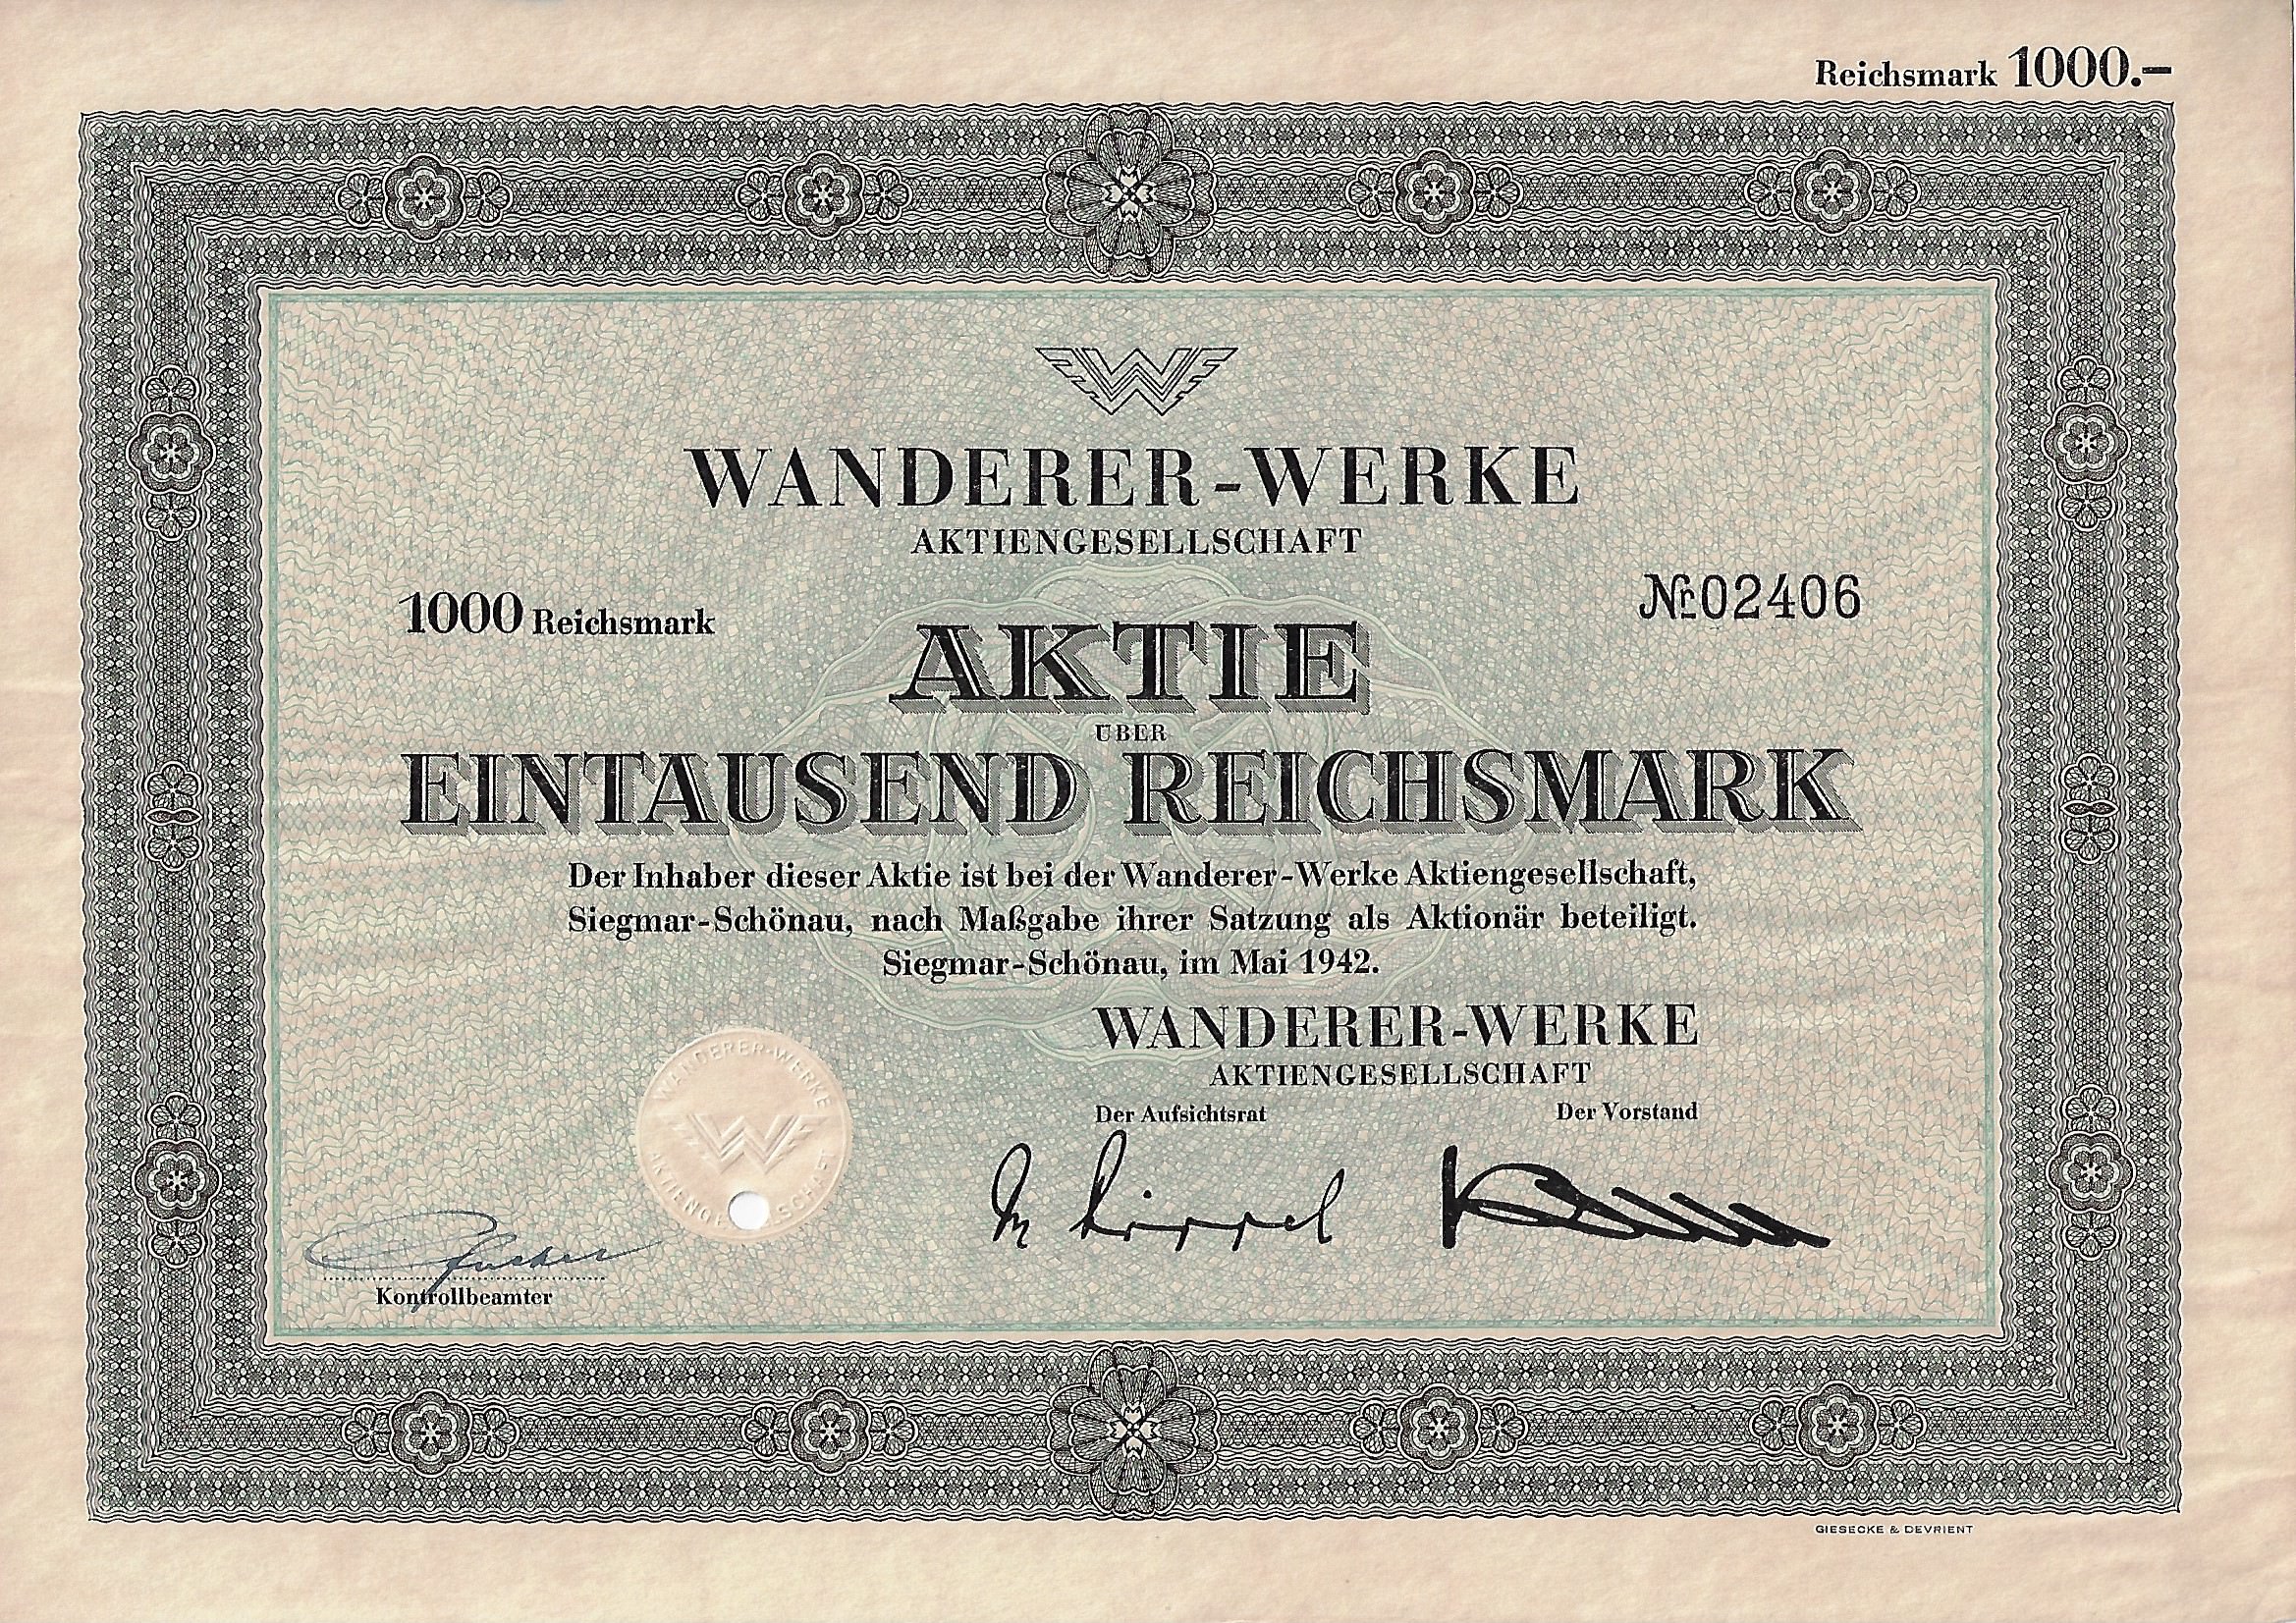 Reichsmark 1000.–
W
WANDERER-WERKE
AKTIENGESELLSCHAFT
1000 Reichsmark
Nr. 02406
AKTIE
ÜBER
EINTAUSEND REICHSMARK
Der Inhaber dieser Aktie ist bei der Wanderer-Werke Aktiengesellschaft,
Siegmar-Schönau, nach Maßgabe ihrer Satzung als Aktionär beteiligt.
Siegmar-Schönau, im Mai 1942.
WANDERER-WERKE
AKTIENGESELLSCHAFT
Der Aufsichtsrat Der Vorstand
WANDERER-WERKE
W
AKTIENGESELLSCHAFT
Kontrollbeamter
GIESECKE & DEVRIENT